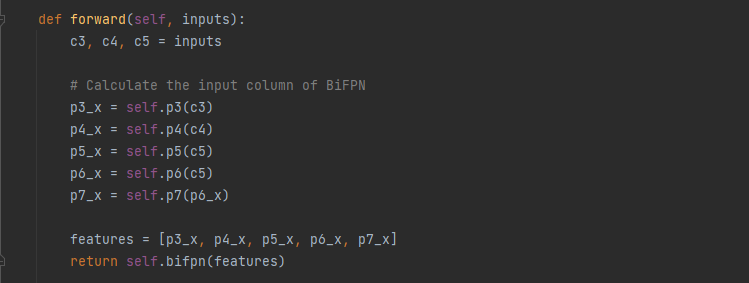 def forward(self, inputs):
    c3, c4, c5 = inputs

    # Calculate the input column of BiFPN
    p3_x = self.p3(c3)
    p4_x = self.p4(c4)
    p5_x = self.p5(c5)
    p6_x = self.p6(c5)
    p7_x = self.p7(p6_x)

    features = [p3_x, p4_x, p5_x, p6_x, p7_x]
    return self.bifpn(features)